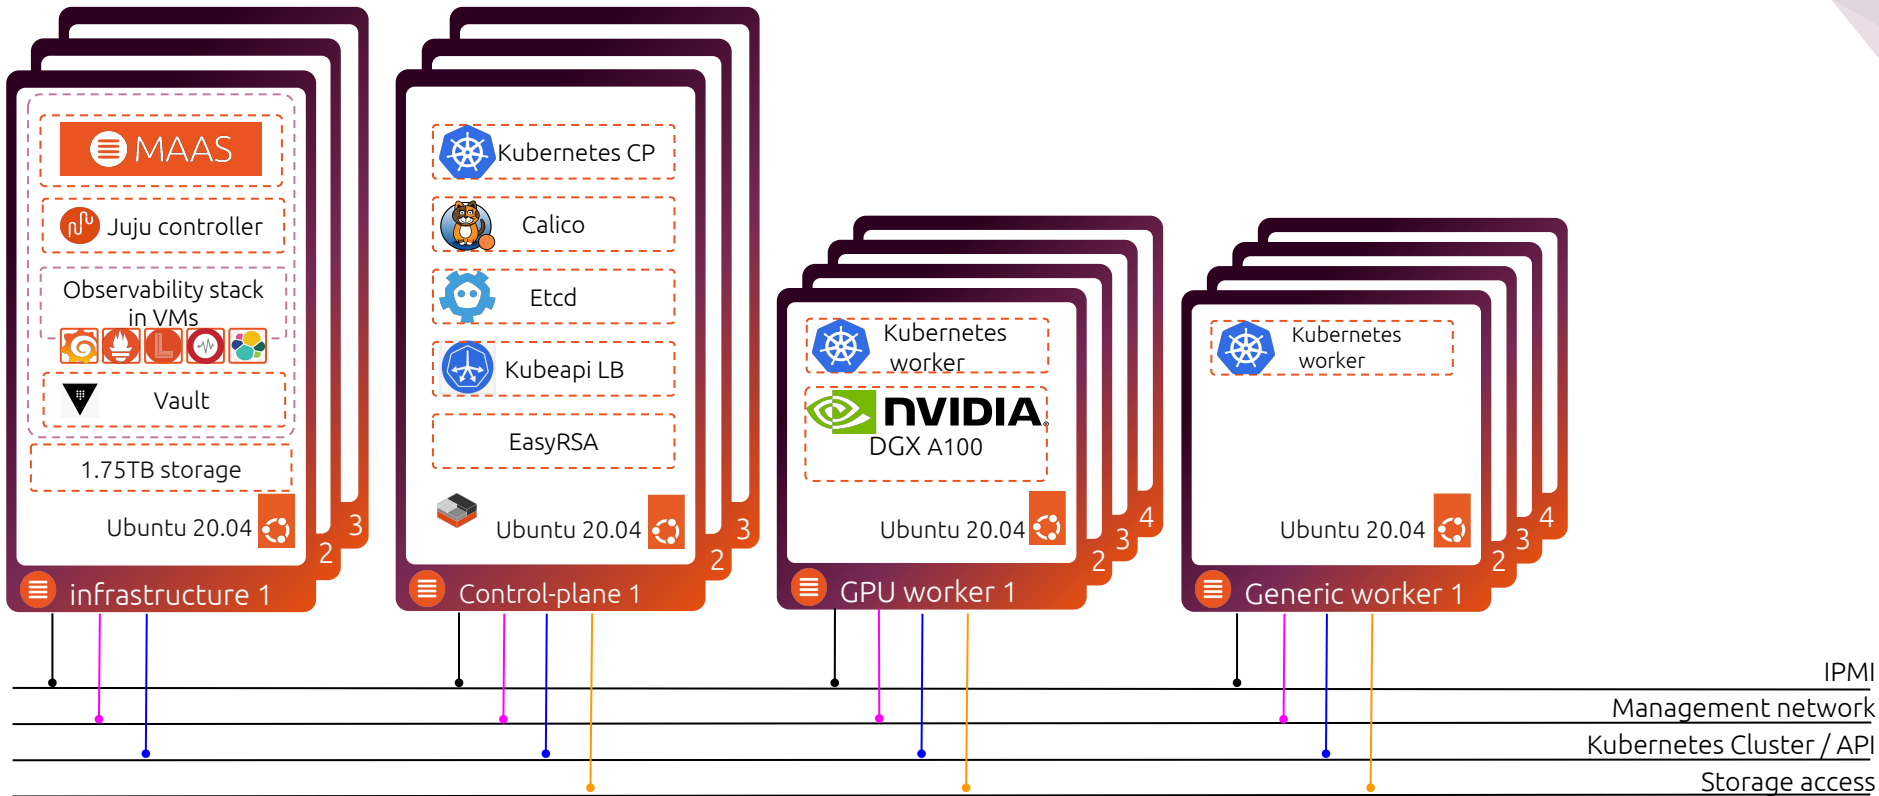 MAAS
Juju controller
Observability stack
in VMs
L
Vault
1.75TB storage
Ubuntu 20.04
infrastructure 1
2
3
Kubernetes CP
Calico
Etcd
Kubeapi LB
EasyRSA
Ubuntu 20.04
Control-plane 1
2
3
Kubernetes
worker
NVIDIA
DGX A100
Ubuntu 20.04
GPU worker 1
2
3
4
Kubernetes
worker
Ubuntu 20.04
Generic worker 1
2
3
4
IPMI
Management network
Kubernetes Cluster / API
Storage access